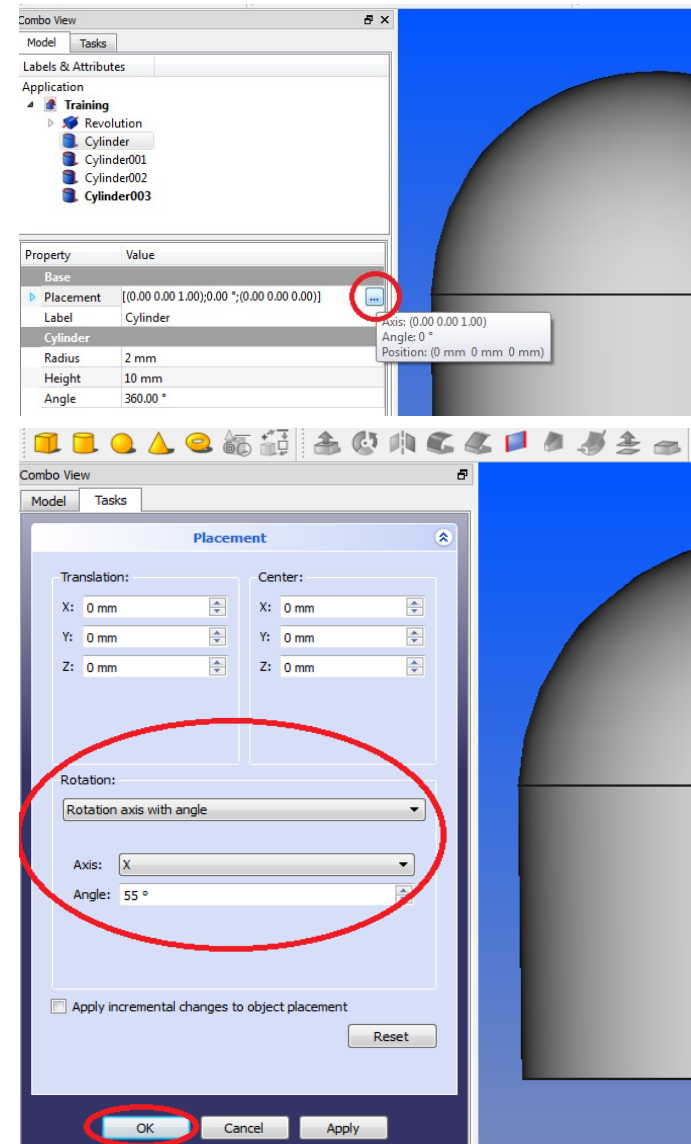 Combo View
Model Tasks
Labels & Attributes
Application
Training
Revolution
Cylinder
Cylinder001
Cylinder002
Cylinder003
Property Value
Base
Placement [(0.00 0.00 1.00);0.00 °;(0.00 0.00 0.00)] ...
Label Cylinder
Cylinder
Radius 2 mm
Height 10 mm
Angle 360.00 °
Axis: (0.00 0.00 1.00)
Angle: 0 °
Position: (0 mm 0 mm 0 mm)
Combo View
Model Tasks
Placement
Translation: Center:
X: 0 mm X: 0 mm
Y: 0 mm Y: 0 mm
Z: 0 mm Z: 0 mm
Rotation:
Rotation axis with angle
Axis: X
Angle: 55 °
Apply incremental changes to object placement
Reset
OK Cancel Apply